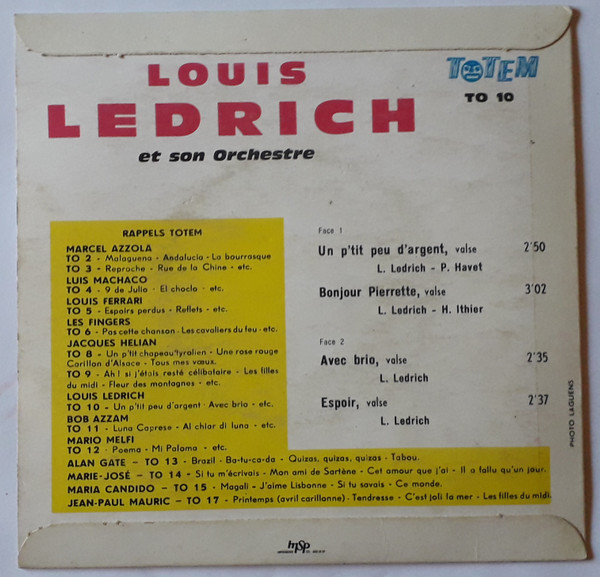 LOUIS
LEDRICH
et son Orchestre
TOTEM
TO 10
RAPPELS TOTEM
MARCEL AZZOLA
TO 2 - Malaguena - Andalucia - La bourrasque
TO 3 - Reproche - Rue de la Chine - etc.
LUIS MACHACO
TO 4 - 9 de Julio - El choclo - etc.
LOUIS FERRARI
TO 5 - Espoirs perdus - Reflets - etc.
LES FINGERS
TO 6 - Pas cette chanson - Les cavaliers du feu - etc.
JACQUES HELIAN
TO 8 - Un p'tit chapeau tyrolien - Une rose rouge
Carillon d'Alsace - Tous mes vœux.
TO 9 - Ah ! si j'étais resté célibataire - Les filles
du midi - Fleur des montagnes - etc.
LOUIS LEDRICH
TO 10 - Un p'tit peu d'argent - Avec brio - etc.
BOB AZZAM
TO 11 - Luna Caprese - Al chiar di luna - etc.
MARIO MELFI
TO 12 - Poema - Mi Paloma - etc.
ALAN GATE - TO 13 - Brazil - Ba-tu-ca-da - Quizas, quizas, quizas - Tabou.
MARIE-JOSÉ - TO 14 - Si tu m'écrivais - Mon ami de Sartène - Cet amour que j'ai - Il a fallu qu'un jour.
MARIA CANDIDO - TO 15 - Magali - J'aime Lisbonne - Si tu savais - Ce monde.
JEAN-PAUL MAURIC - TO 17 - Printemps (avril carillonne) - Tendresse - C'est joli la mer - Les filles du midi.
Face 1
Un p'tit peu d'argent, valse 2'50
L. Ledrich - P. Havet
Bonjour Pierrette, valse 3'02
L. Ledrich - H. Ithier
Face 2
Avec brio, valse 2'35
L. Ledrich
Espoir, valse 2'37
L. Ledrich
PHOTO LAGUENS
msp